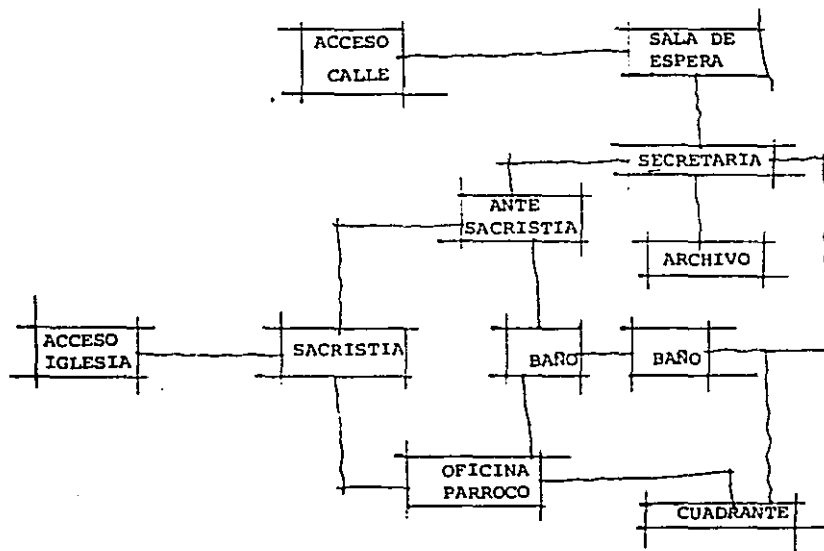 ACCESO
CALLE
SALA DE
ESPERA
SECRETARIA
ANTE
SACRISTIA
ARCHIVO
ACCESO
IGLESIA
SACRISTIA
BAÑO
BAÑO
OFICINA
PARROCO
CUADRANTE